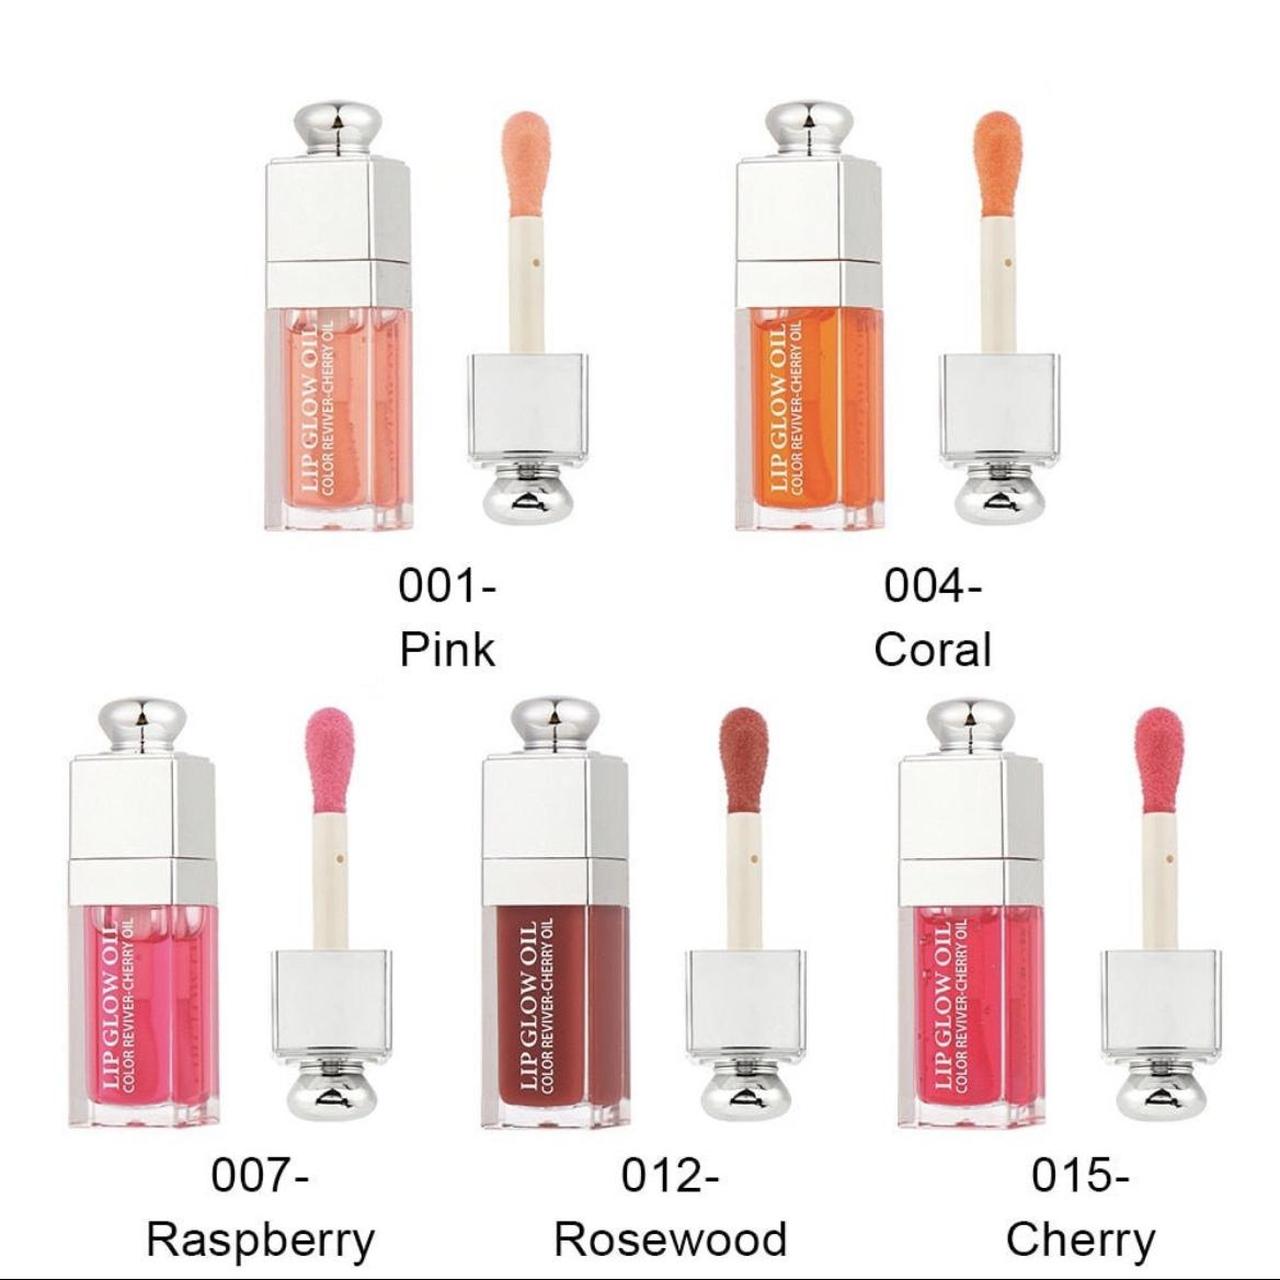 LIP GLOW OIL
COLOR REVIVER-CHERRY OIL
LIP GLOW OIL
COLOR REVIVER-CHERRY OIL
001-
Pink
004-
Coral
LIP GLOW OIL
COLOR REVIVER-CHERRY OIL
LIP GLOW OIL
COLOR REVIVER-CHERRY OIL
LIP GLOW OIL
COLOR REVIVER-CHERRY OIL
007-
Raspberry
012-
Rosewood
015-
Cherry